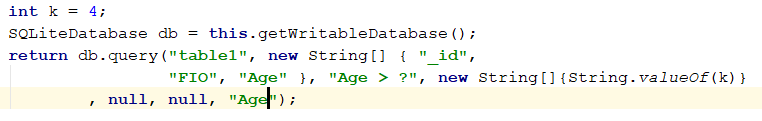 int k = 4;
SQLiteDatabase db = this.getWritableDatabase();
return db.query("table1", new String[] { "_id",
"FIO", "Age" }, "Age > ?", new String[]{String.valueOf(k)}
, null, null, "Age");